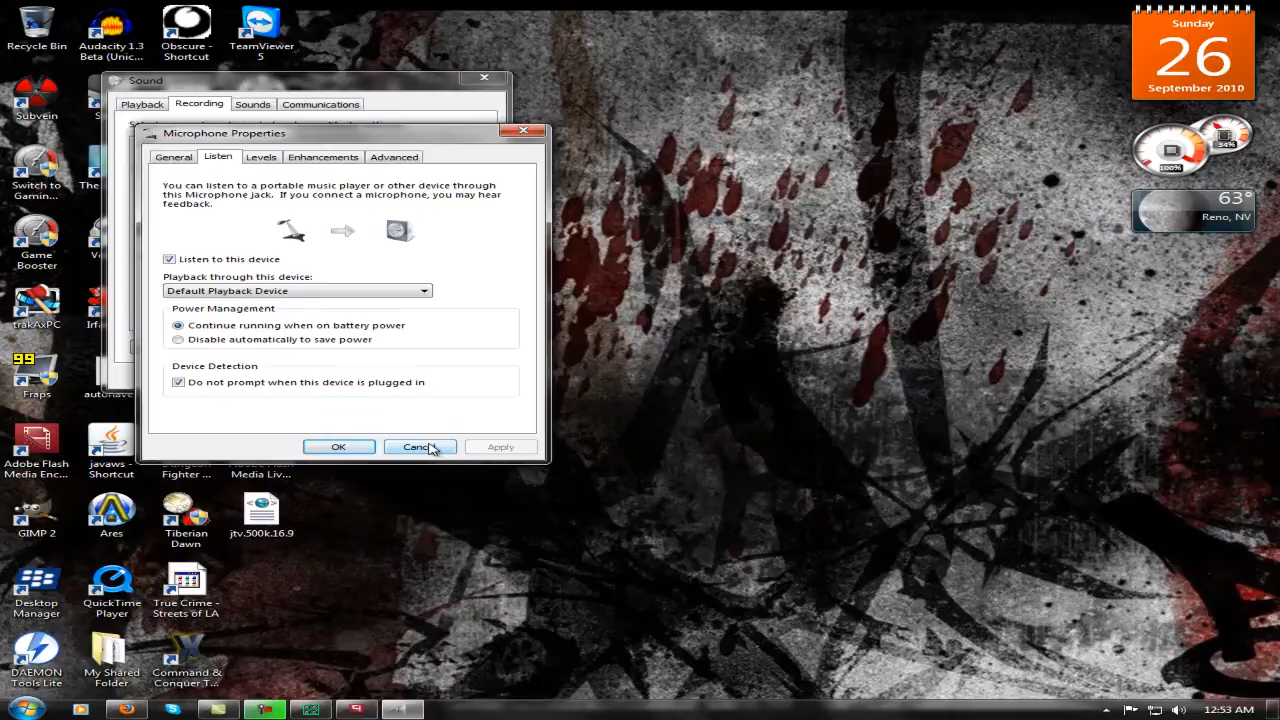 Recycle Bin
Audacity 1.3 Beta (Unic...
Obscure - Shortcut
TeamViewer 5
Sunday
26
September 2010
34%
100%
63°
Reno, NV
Sound
Playback
Recording
Sounds
Communications
Microphone Properties
General
Listen
Levels
Enhancements
Advanced
You can listen to a portable music player or other device through
this Microphone Jack. If you connect a microphone, you may hear
feedback.
Listen to this device
Playback through this device:
Default Playback Device
Power Management
Continue running when on battery power
Disable automatically to save power
Device Detection
Do not prompt when this device is plugged in
OK
Apply
Subvein
Switch to Gamin...
Game Booster
trakAxPC
99
Fraps
Adobe Flash Media Enc...
javaws - Shortcut
Fighter ...
Media Liv...
GIMP 2
Ares
Tiberian Dawn
jtv.500k.16.9
Desktop Manager
QuickTime Player
True Crime - Streets of LA
DAEMON Tools Lite
My Shared Folder
Command & Conquer T...
12:53 AM